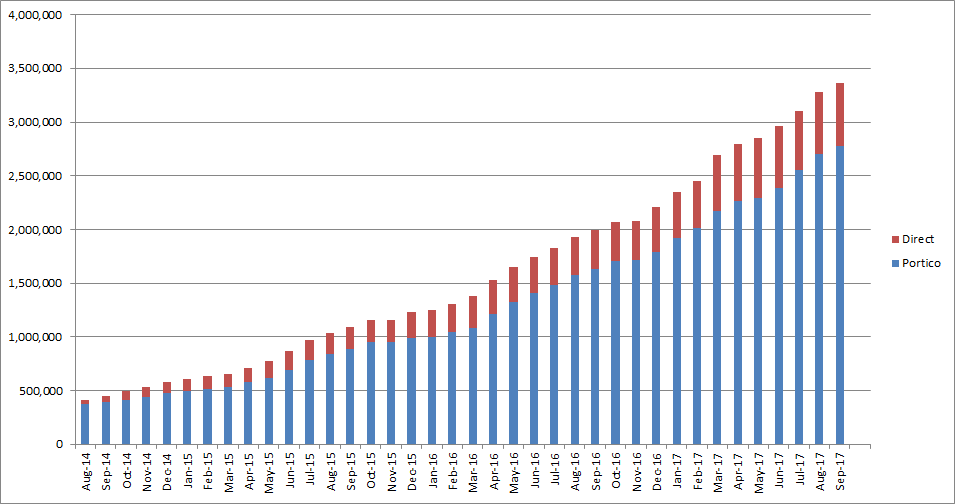 4,000,000
3,500,000
3,000,000
2,500,000
2,000,000
1,500,000
1,000,000
500,000
0
Aug-14
Sep-14
Oct-14
Nov-14
Dec-14
Jan-15
Feb-15
Mar-15
Apr-15
May-15
Jun-15
Jul-15
Aug-15
Sep-15
Oct-15
Nov-15
Dec-15
Jan-16
Feb-16
Mar-16
Apr-16
May-16
Jun-16
Jul-16
Aug-16
Sep-16
Oct-16
Nov-16
Dec-16
Jan-17
Feb-17
Mar-17
Apr-17
May-17
Jun-17
Jul-17
Aug-17
Sep-17
Direct
Portico